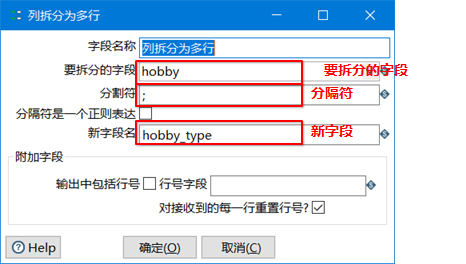 列拆分为多行
字段名称 列拆分为多行
要拆分的字段 hobby 要拆分的字段
分割符 ; 分隔符
分隔符是一个正则表达
新字段名 hobby_type 新字段
附加字段
输出中包括行号 行号字段
对接收到的每一行重置行号?
Help 确定(O) 取消(C)